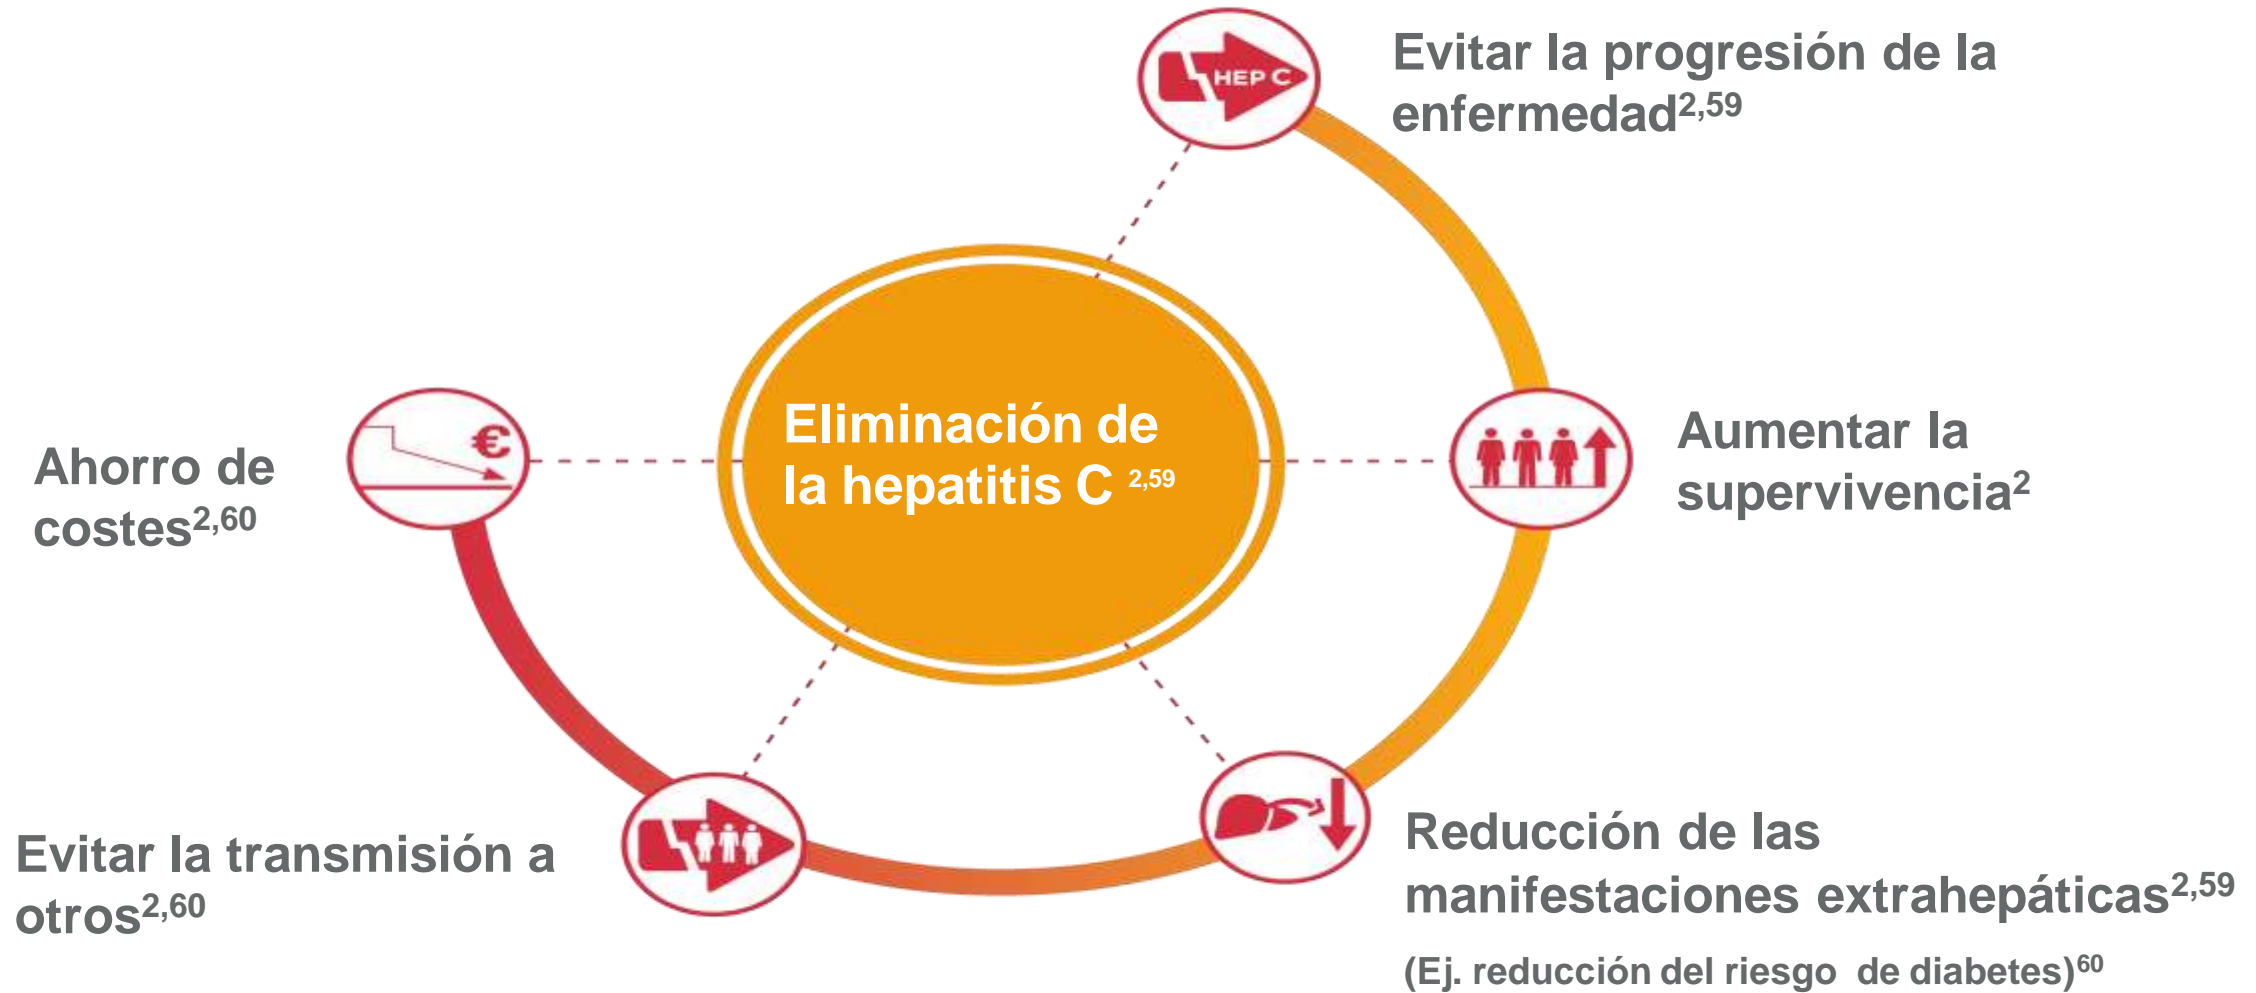 HEP C
Evitar la progresión de la
enfermedad2,59
Eliminación de
la hepatitis C 2,59
Aumentar la
supervivencia2
€
Ahorro de
costes2,60
Reducción de las
manifestaciones extrahepáticas2,59
(Ej. reducción del riesgo de diabetes)60
Evitar la transmisión a
otros2,60